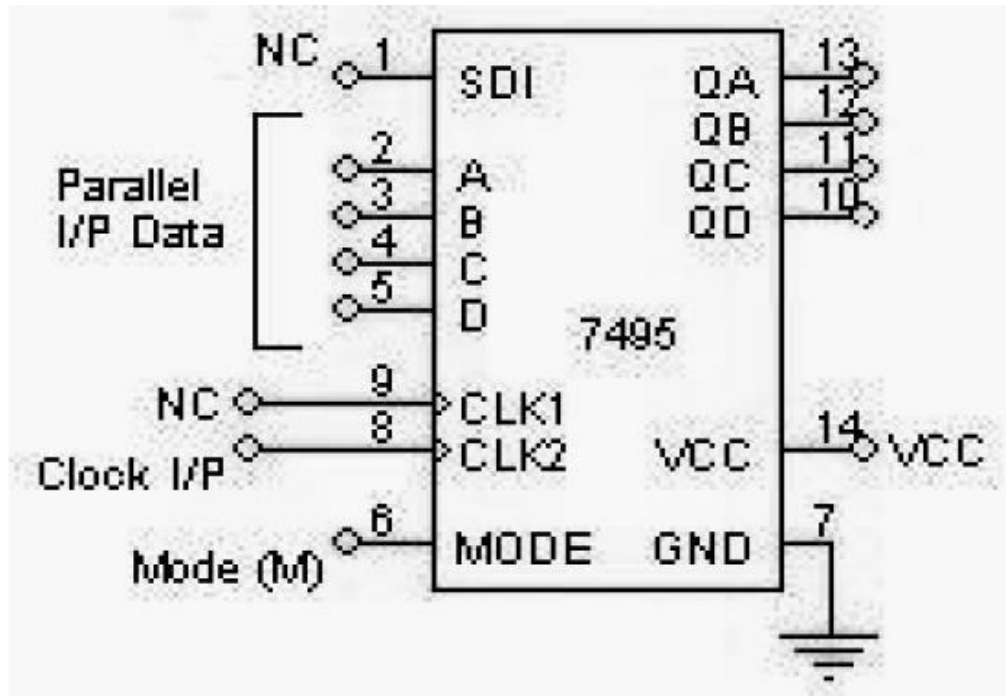 NC
1
SDI
QA
13
QB
12
Parallel
I/P Data
2
A
QC
11
3
B
QD
10
4
C
5
D
7495
NC
9
CLK1
Clock I/P
8
CLK2
VCC
14
VCC
Mode (M)
6
MODE
GND
7